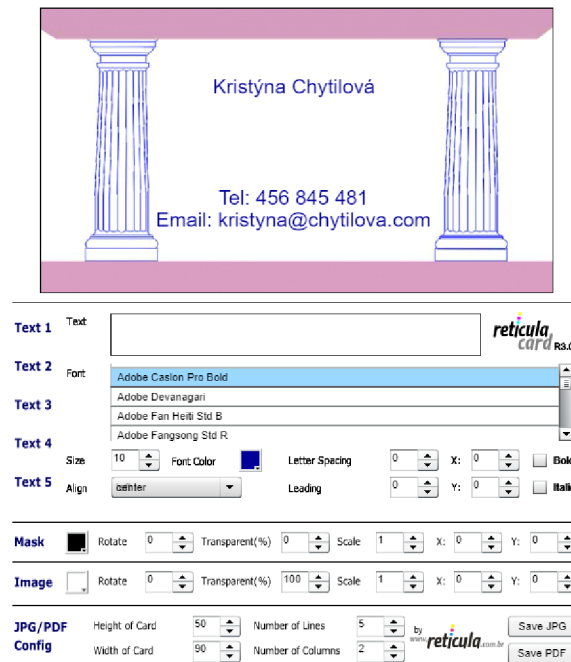 Kristýna Chytilová
Tel: 456 845 481
Email: kristyna@chytilova.com
Text 1 Text
reticula
card R3.0
Text 2 Font
Adobe Caslon Pro Bold
Adobe Devanagari
Text 3
Adobe Fan Heiti Std B
Adobe Fangsong Std R
Text 4
Size 10 Font Color Letter Spacing 0 X: 0 Bold
Text 5 Align center Leading 0 Y: 0 Italic
Mask Rotate 0 Transparent(%) 0 Scale 1 X: 0 Y: 0
Image Rotate 0 Transparent(%) 100 Scale 1 X: 0 Y: 0
JPG/PDF Height of Card 50 Number of Lines 5 by Save JPG
Config Width of Card 90 Number of Columns 2 www.reticula.com.br Save PDF